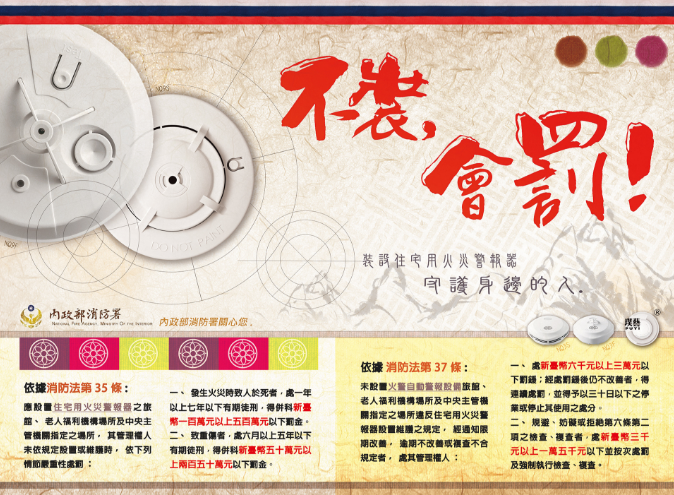 不裝,
會罰!
裝設住宅用火災警報器
守護身邊的人.
內政部消防署
NATIONAL FIRE AGENCY, MINISTRY OF THE INTERIOR
內政部消防署關心您.
璞藝
PUYI
®
依據 消防法第 35 條:
應設置住宅用火災警報器之旅
館、老人福利機構場所及中央主
管機關指定之場所,其管理權人
未依規定設置或維護時,依下列
情節嚴重性處罰:
一、 發生火災時致人於死者,處一年
以上七年以下有期徒刑,得併科新臺
幣一百萬元以上五百萬元以下罰金。
二、 致重傷者,處六月以上五年以下
有期徒刑,得併科新臺幣五十萬元以
上兩百五十萬元以下罰金。
依據 消防法第 37 條:
未設置火警自動警報設備旅館、
老人福利機構場所及中央主管機
關指定之場所違反住宅用火災警
報器設置維護之規定,經通知限
期改善,逾期不改善或複查不合
規定者,處其管理權人:
一、 處新臺幣六千元以上三萬元以
下罰鍰;經處罰鍰後仍不改善者,得
連續處罰,並得予以三十日以下之停
業或停止其使用之處分。
二、 規避、妨礙或拒絕第六條第二
項之檢查、複查者,處新臺幣三千
元以上一萬五千元以下並按次處罰
及強制執行檢查、複查。